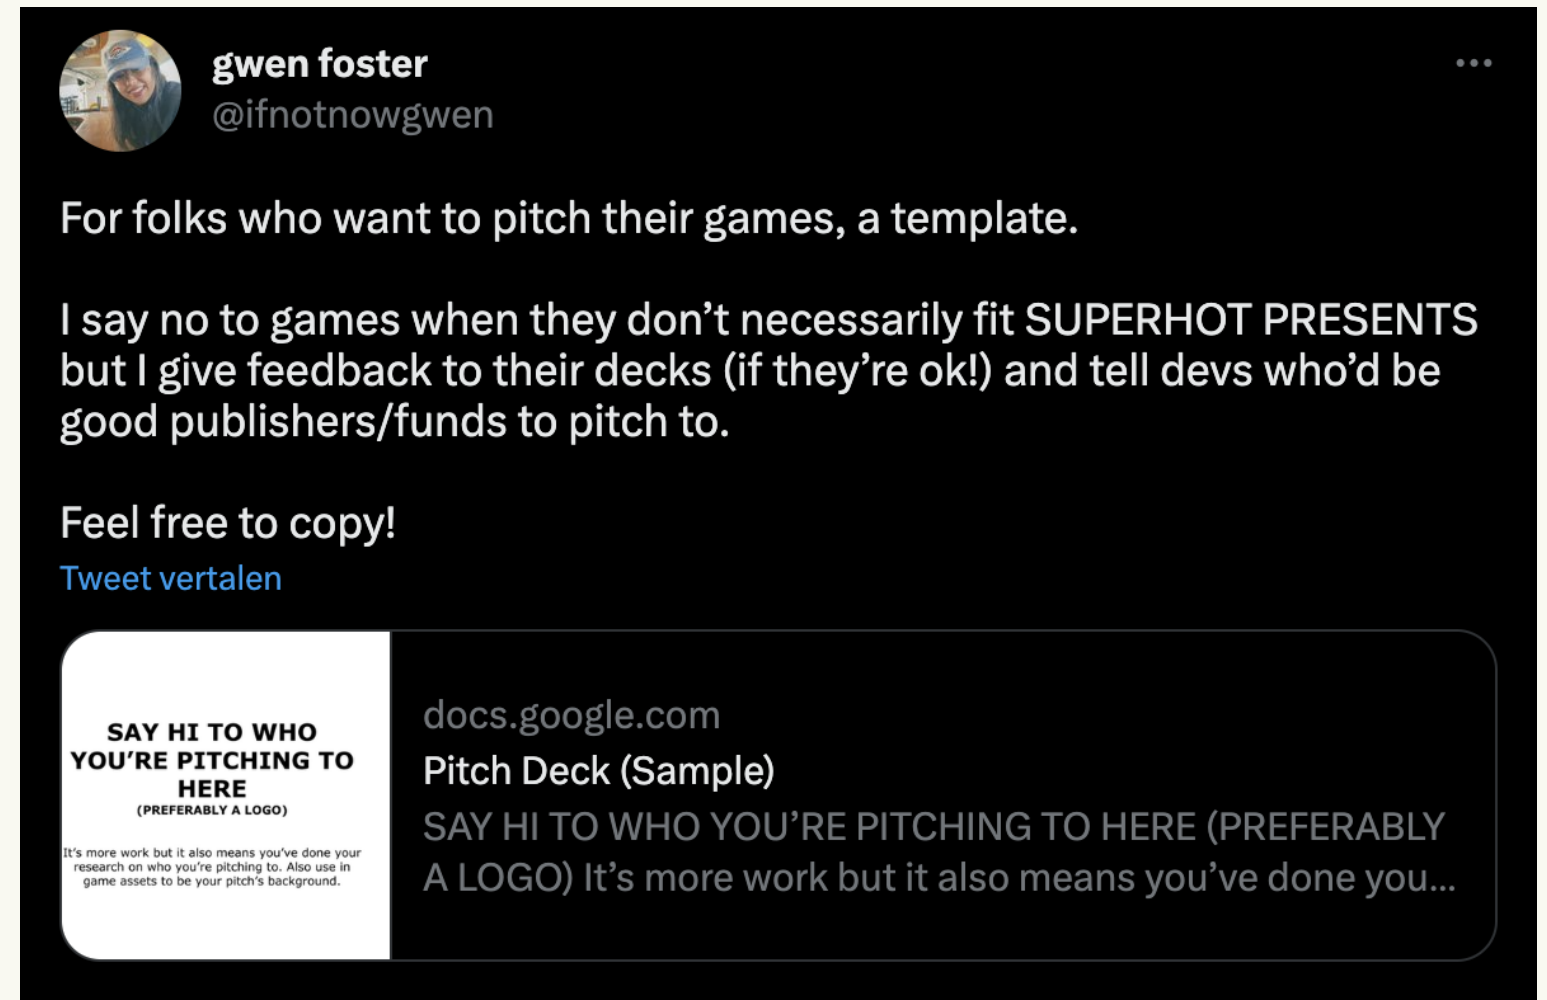 gwen foster
@ifnotnowgwen
For folks who want to pitch their games, a template.
I say no to games when they don’t necessarily fit SUPERHOT PRESENTS
but I give feedback to their decks (if they’re ok!) and tell devs who’d be
good publishers/funds to pitch to.
Feel free to copy!
Tweet vertalen
SAY HI TO WHO
YOU’RE PITCHING TO
HERE
(PREFERABLY A LOGO)
It’s more work but it also means you’ve done your
research on who you’re pitching to. Also use in
game assets to be your pitch’s background.
docs.google.com
Pitch Deck (Sample)
SAY HI TO WHO YOU’RE PITCHING TO HERE (PREFERABLY
A LOGO) It’s more work but it also means you’ve done you...